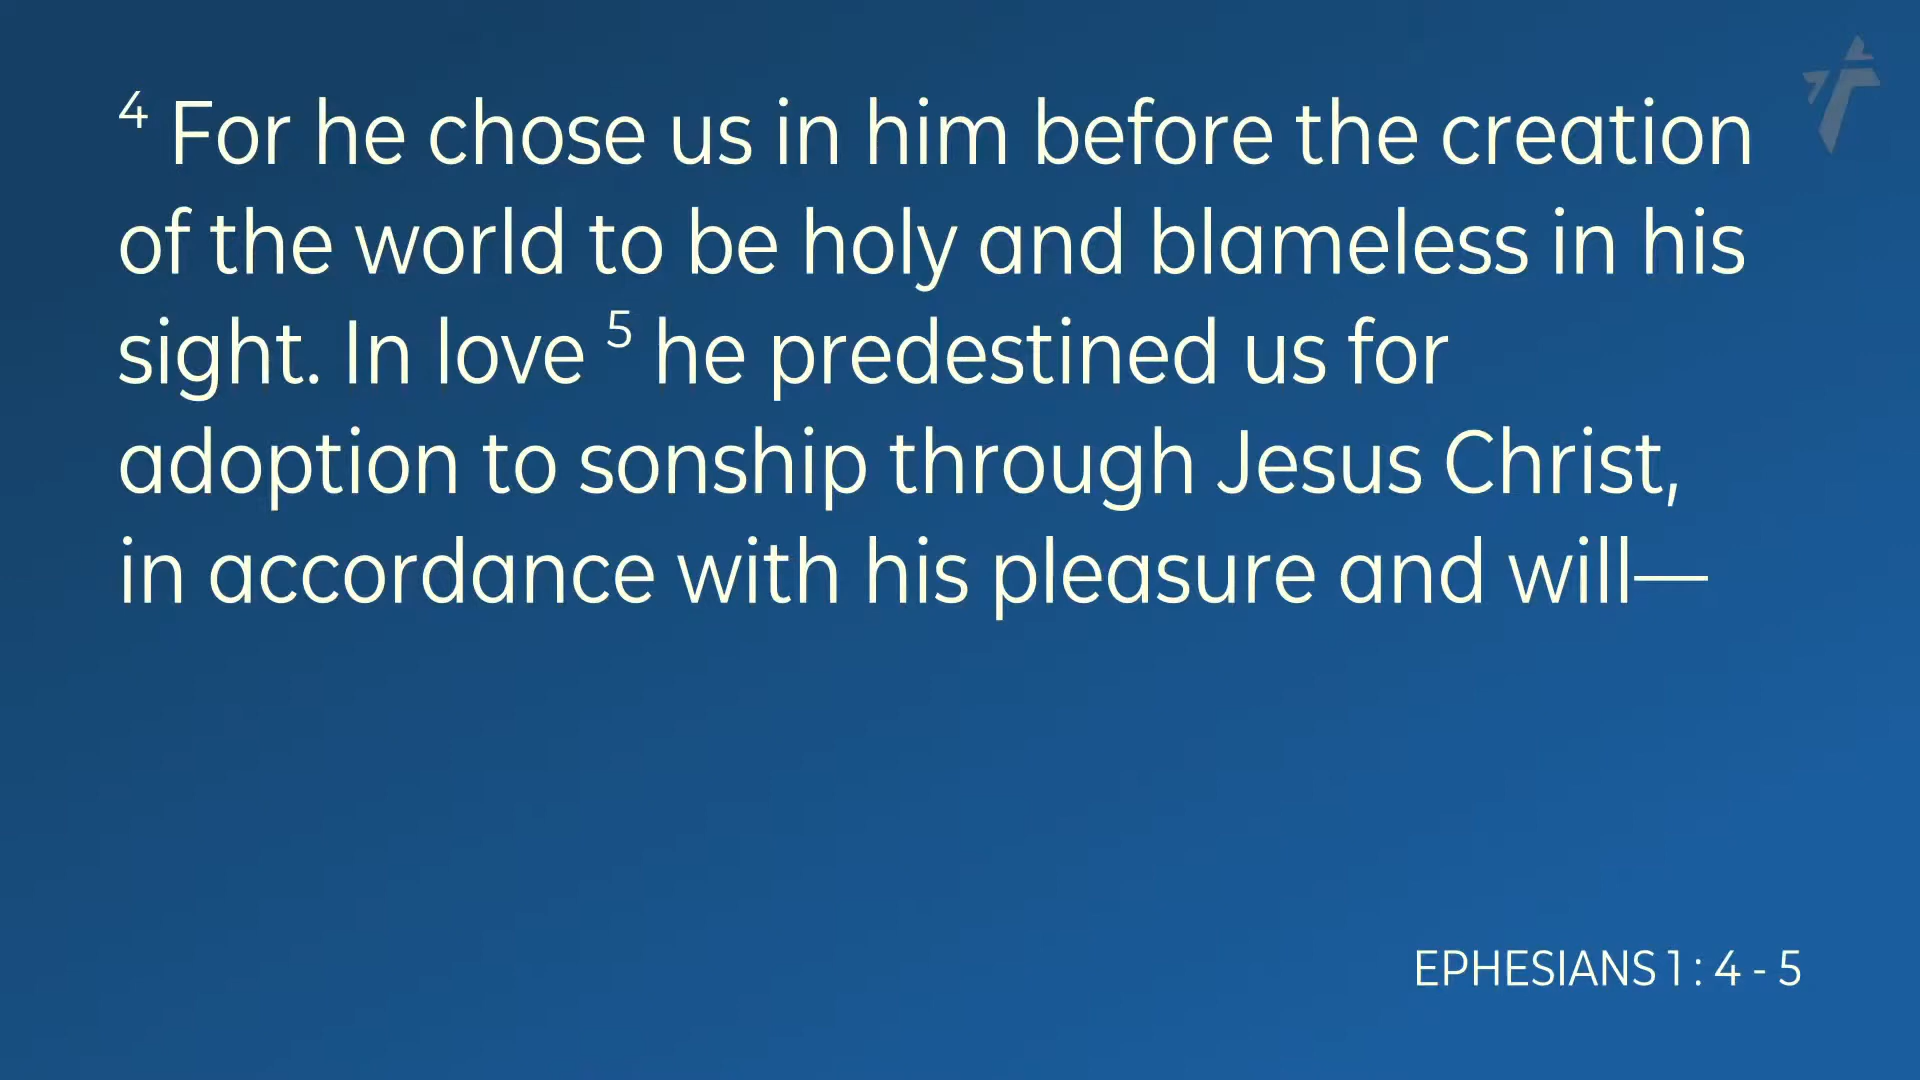 4 For he chose us in him before the creation
of the world to be holy and blameless in his
sight. In love 5 he predestined us for
adoption to sonship through Jesus Christ,
in accordance with his pleasure and will—
EPHESIANS 1 : 4 - 5